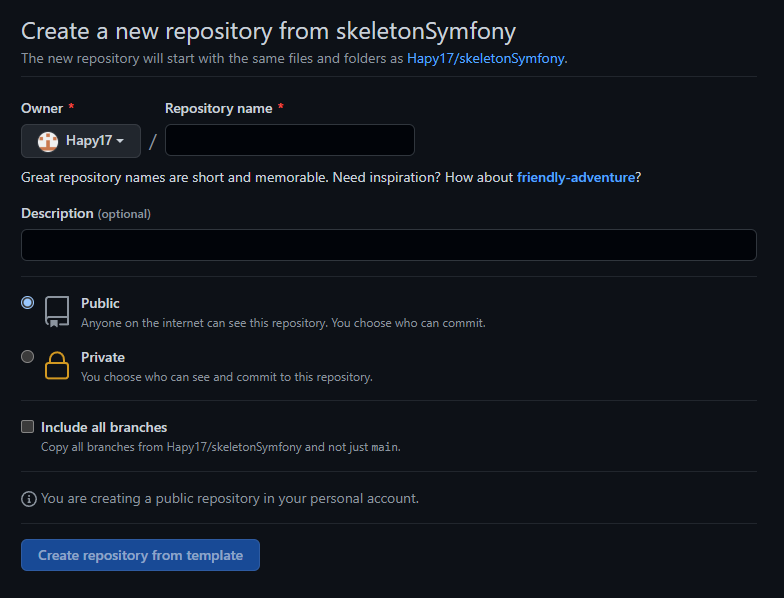 Create a new repository from skeletonSymfony
The new repository will start with the same files and folders as Hapy17/skeletonSymfony.
Owner * Repository name *
Hapy17 /
Great repository names are short and memorable. Need inspiration? How about friendly-adventure?
Description (optional)
Public
Anyone on the internet can see this repository. You choose who can commit.
Private
You choose who can see and commit to this repository.
Include all branches
Copy all branches from Hapy17/skeletonSymfony and not just main.
You are creating a public repository in your personal account.
Create repository from template